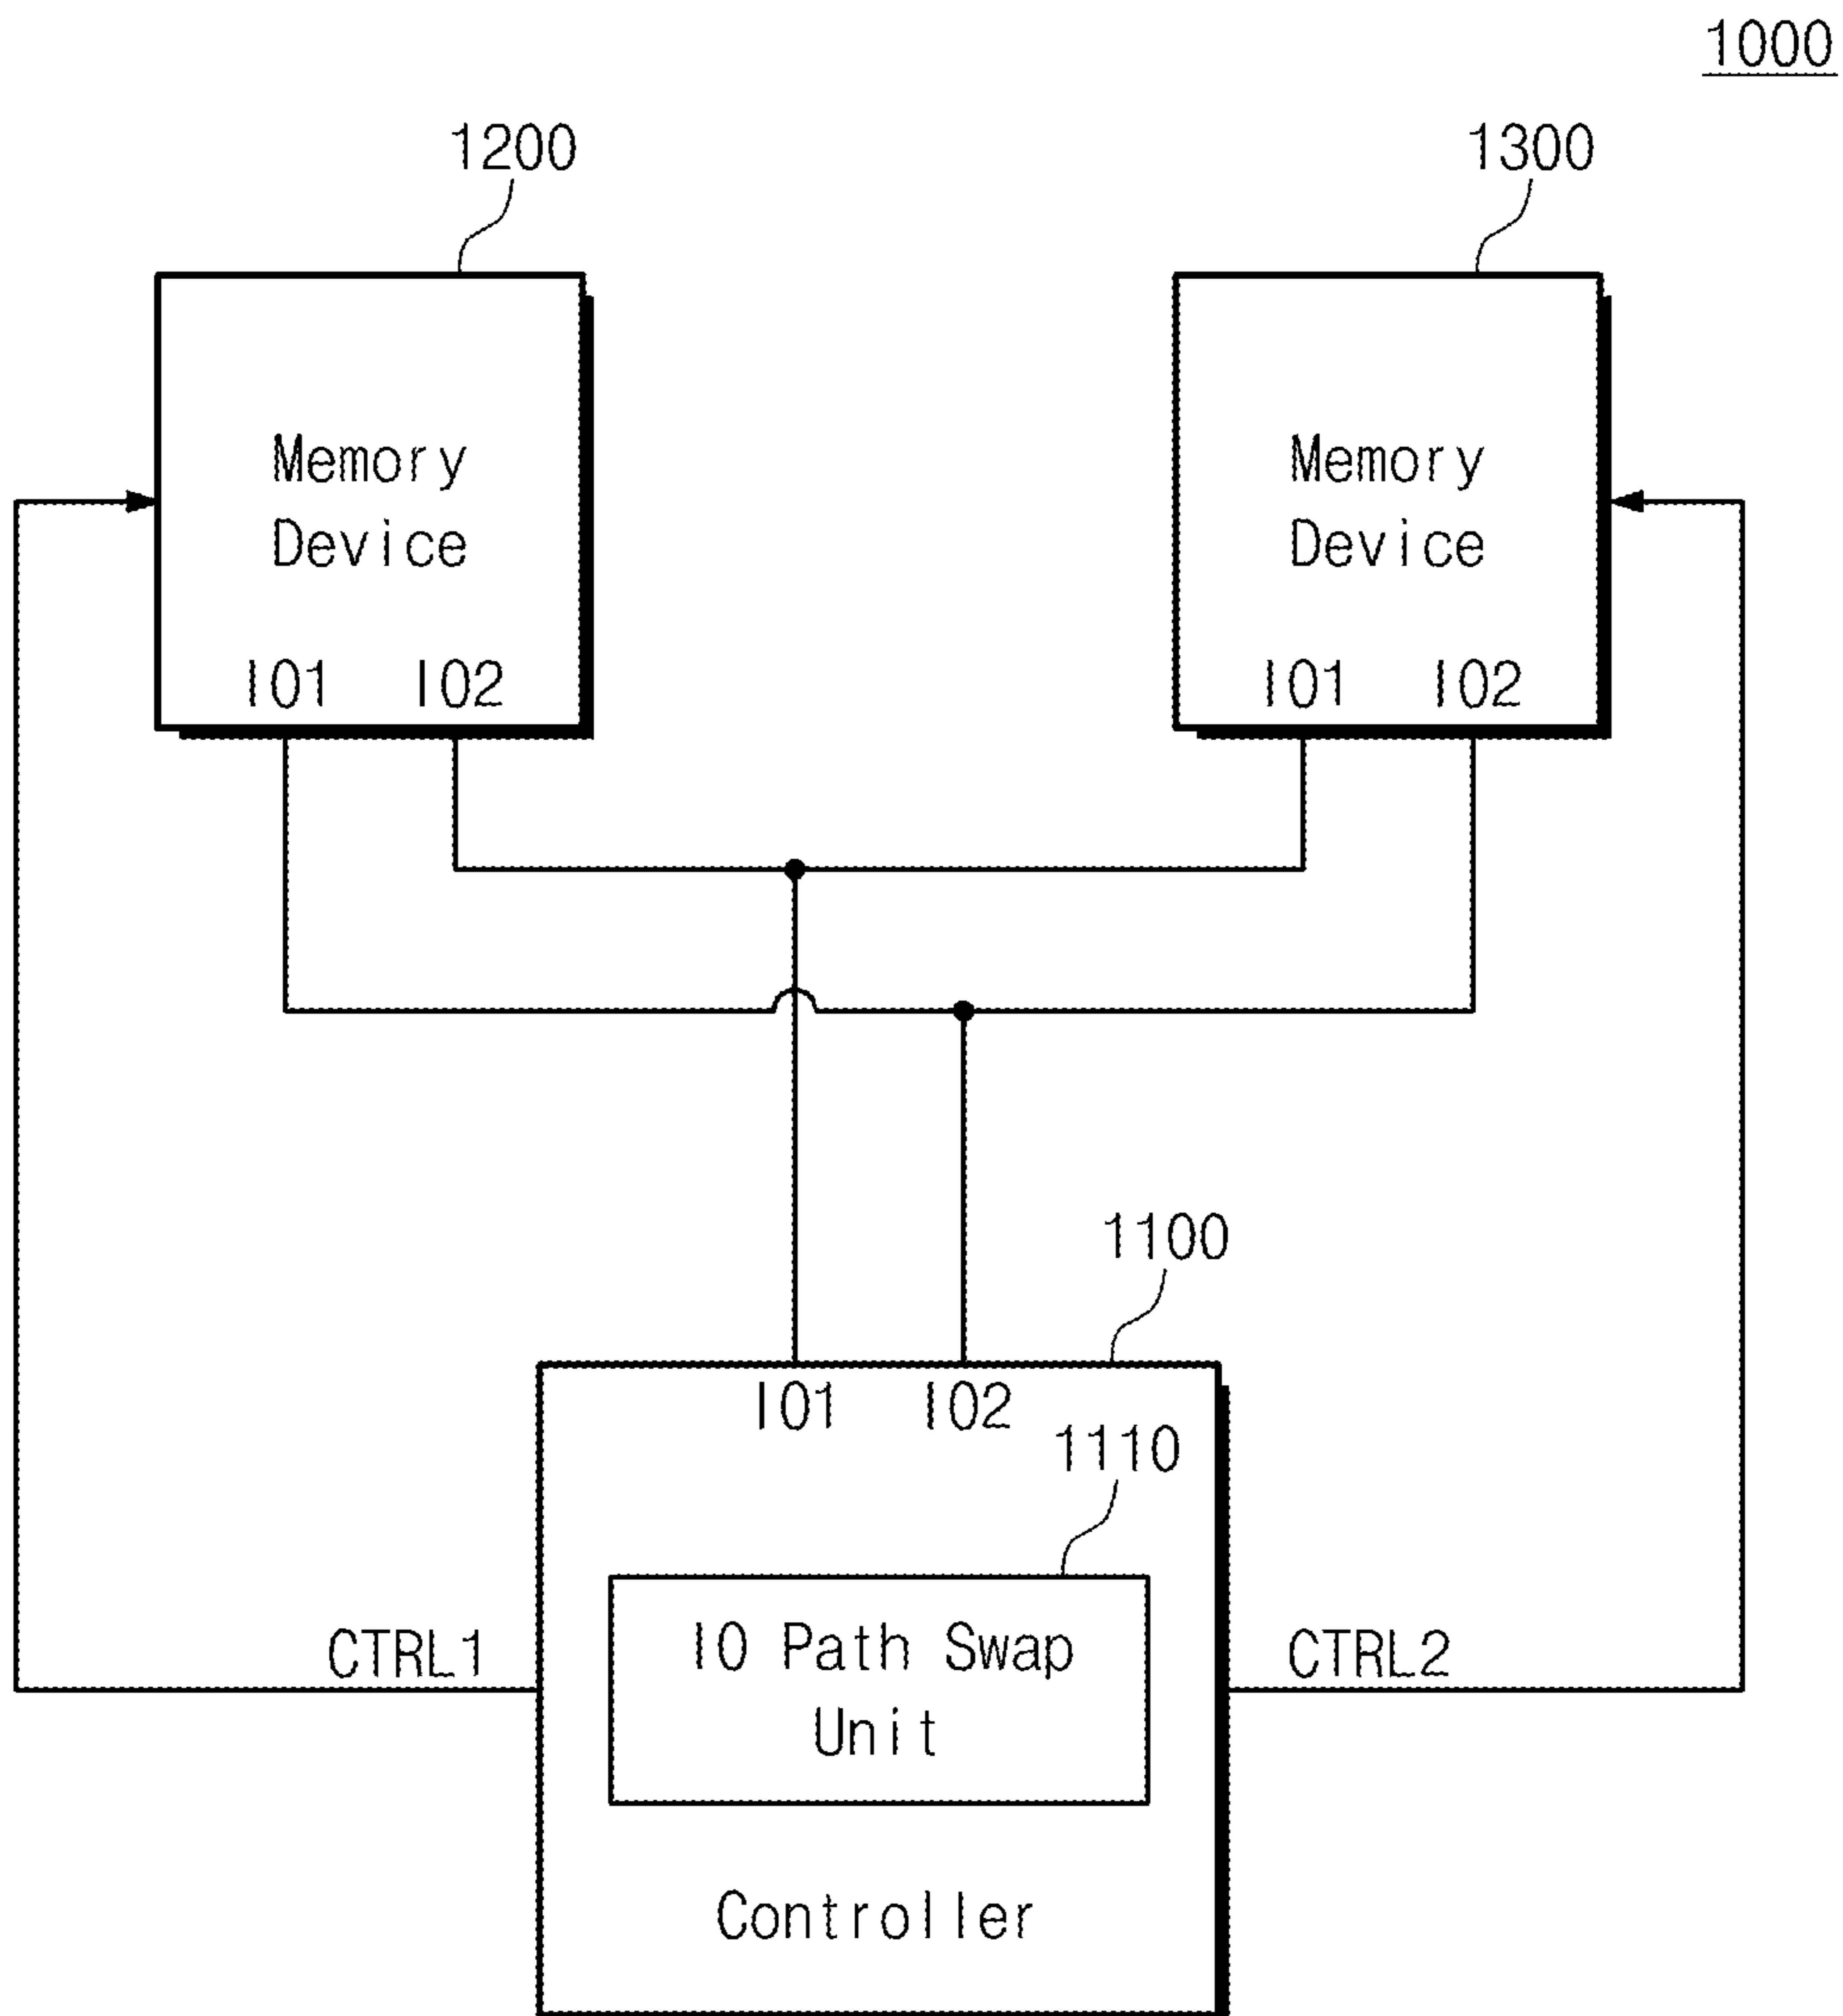 1000
1200
1300
Memory
Device
Memory
Device
IO1 IO2
IO1 IO2
1100
IO1 IO2
1110
CTRL1
IO Path Swap
Unit
CTRL2
Controller